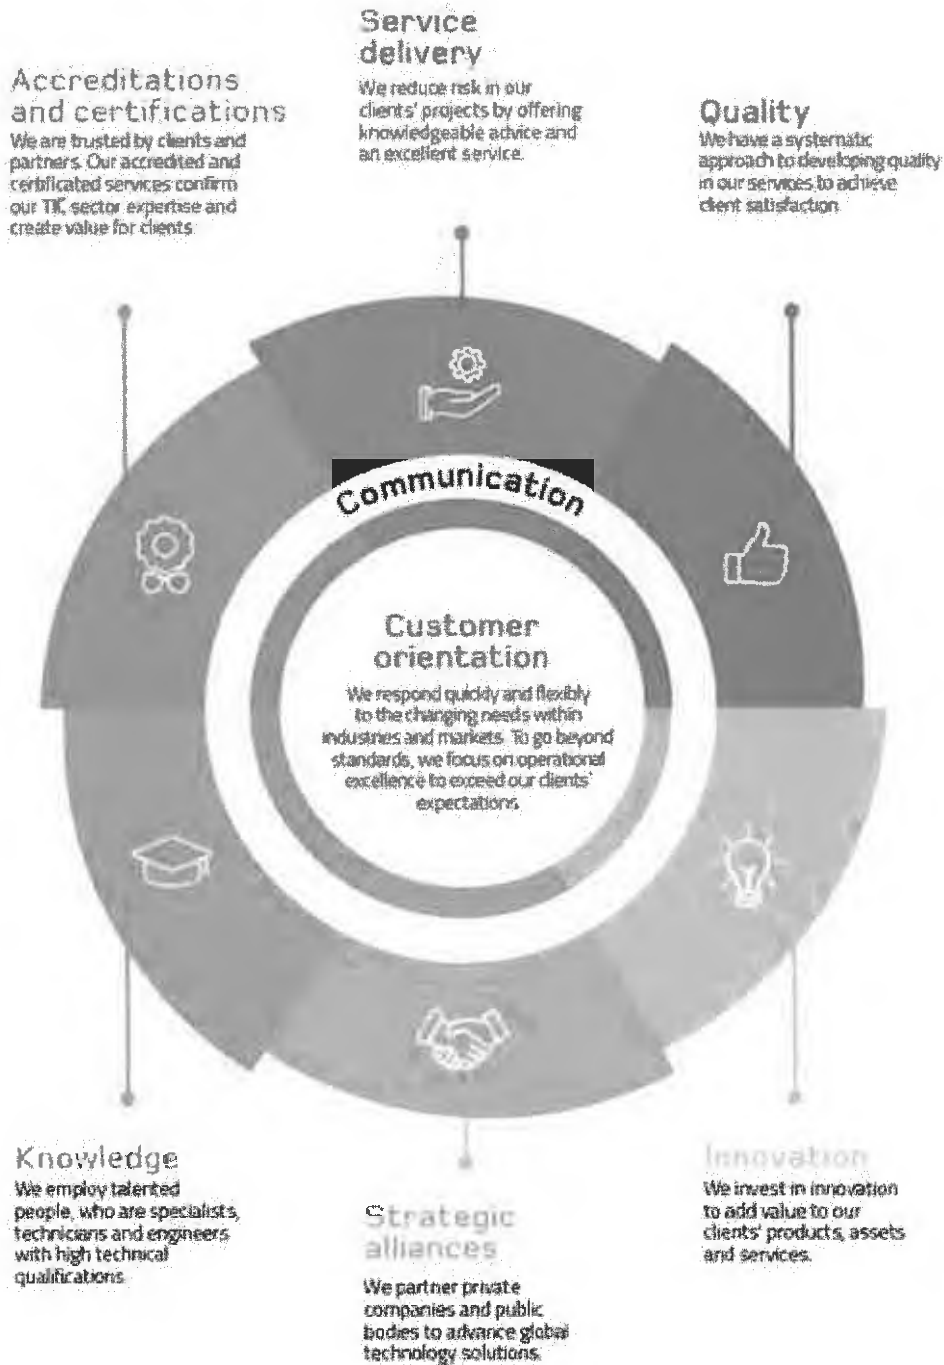 Service
delivery
We reduce risk in our
clients' projects by offering
knowledgeable advice and
an excellent service.
Accreditations
and certifications
We are trusted by clients and
partners. Our accredited and
certificated services confirm
our TIC sector expertise and
create value for clients.
Quality
We have a systematic
approach to developing quality
in our services to achieve
client satisfaction.
Communication
Customer
orientation
We respond quickly and flexibly
to the changing needs within
industries and markets. To go beyond
standards, we focus on operational
excellence to exceed our clients'
expectations.
Knowledge
We employ talented
people, who are specialists,
technicians and engineers
with high technical
qualifications.
Strategic
alliances
We partner private
companies and public
bodies to advance global
technology solutions.
Innovation
We invest in innovation
to add value to our
clients' products, assets
and services.